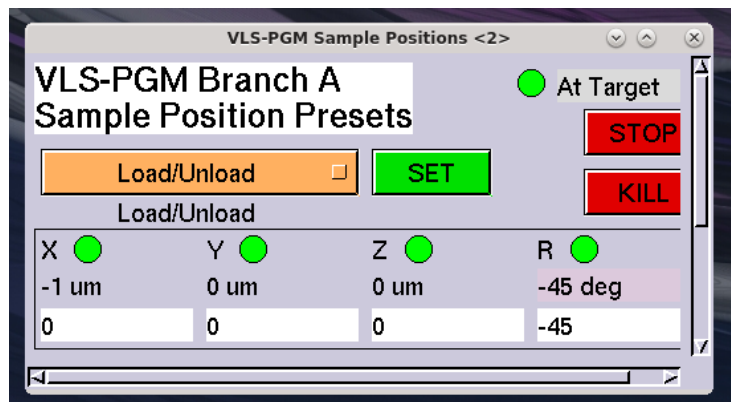 VLS-PGM Sample Positions <2>
VLS-PGM Branch A
Sample Position Presets
At Target
STOP
Load/Unload
SET
KILL
Load/Unload
X Y Z R
-1 um 0 um 0 um -45 deg
0 0 0 -45